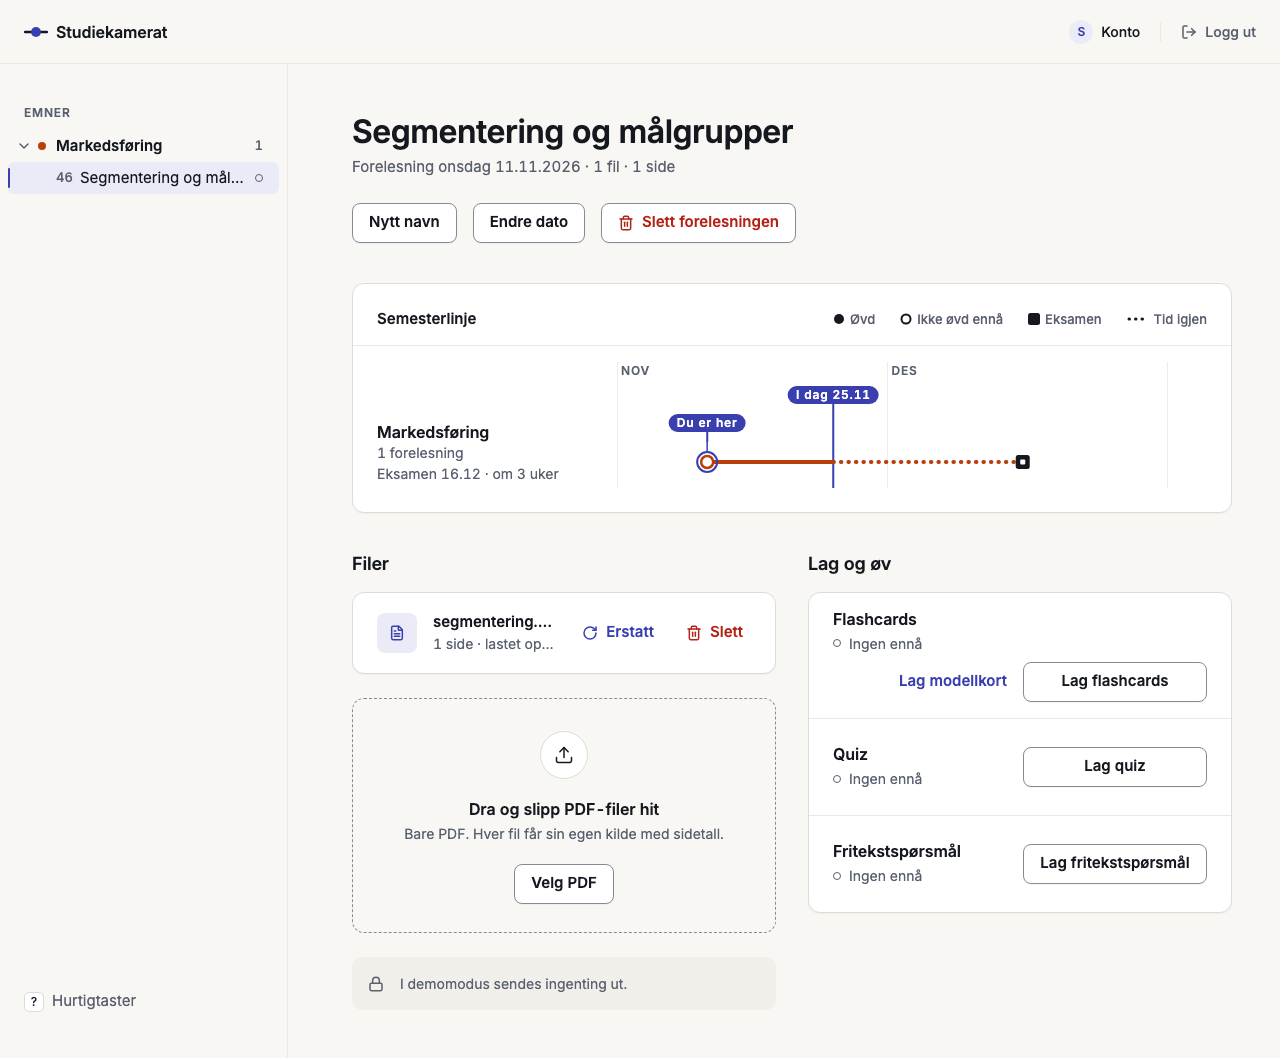 Studiekamerat
S Konto
Logg ut
EMNER
Markedsføring 1
46 Segmentering og mål...
Segmentering og målgrupper
Forelesning onsdag 11.11.2026 · 1 fil · 1 side
Nytt navn
Endre dato
Slett forelesningen
Semesterlinje
Øvd
Ikke øvd ennå
Eksamen
Tid igjen
NOV
DES
I dag 25.11
Du er her
Markedsføring
1 forelesning
Eksamen 16.12 · om 3 uker
Filer
segmentering....
1 side · lastet op...
Erstatt
Slett
Dra og slipp PDF-filer hit
Bare PDF. Hver fil får sin egen kilde med sidetall.
Velg PDF
I demomodus sendes ingenting ut.
Lag og øv
Flashcards
Ingen ennå
Lag modellkort
Lag flashcards
Quiz
Ingen ennå
Lag quiz
Fritekstspørsmål
Ingen ennå
Lag fritekstspørsmål
? Hurtigtaster